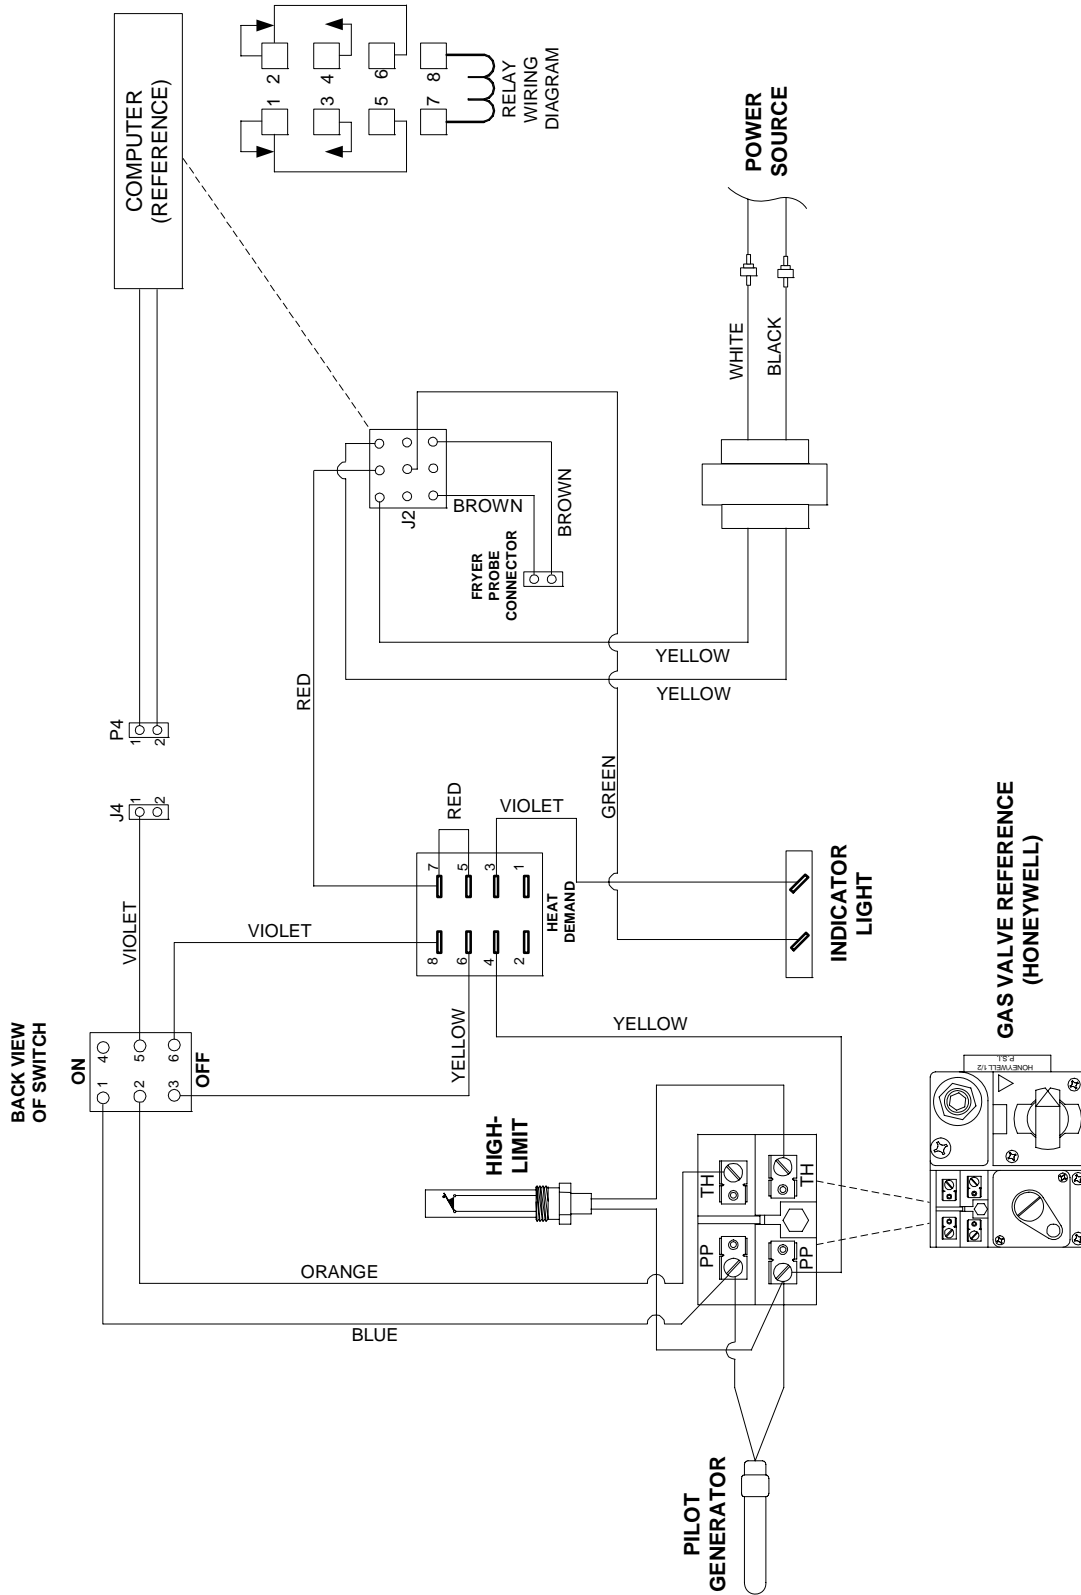 BACK VIEW
OF SWITCH
ON
OFF
1
2
3
4
5
6
VIOLET
J4
1
2
P4
1
2
COMPUTER
(REFERENCE)
1
2
3
4
5
6
7
8
RELAY
WIRING
DIAGRAM
VIOLET
RED
YELLOW
RED
VIOLET
8
6
4
2
7
5
3
1
HEAT
DEMAND
J2
BROWN
BROWN
FRYER
PROBE
CONNECTOR
YELLOW
YELLOW
WHITE
BLACK
POWER
SOURCE
GREEN
INDICATOR
LIGHT
YELLOW
HIGH-
LIMIT
ORANGE
BLUE
TH
PP
TH
PP
PILOT
GENERATOR
GAS VALVE REFERENCE
(HONEYWELL)
HONEYWELL 1/2
P.S.I.